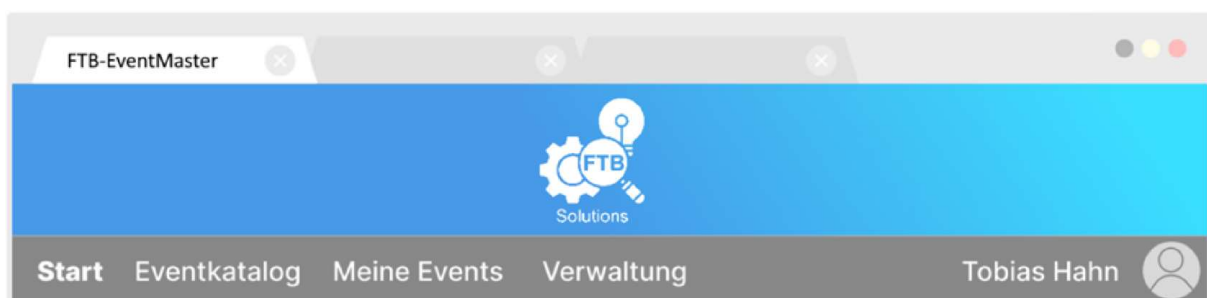 FTB-EventMaster
FTB
Solutions
Start Eventkatalog Meine Events Verwaltung Tobias Hahn